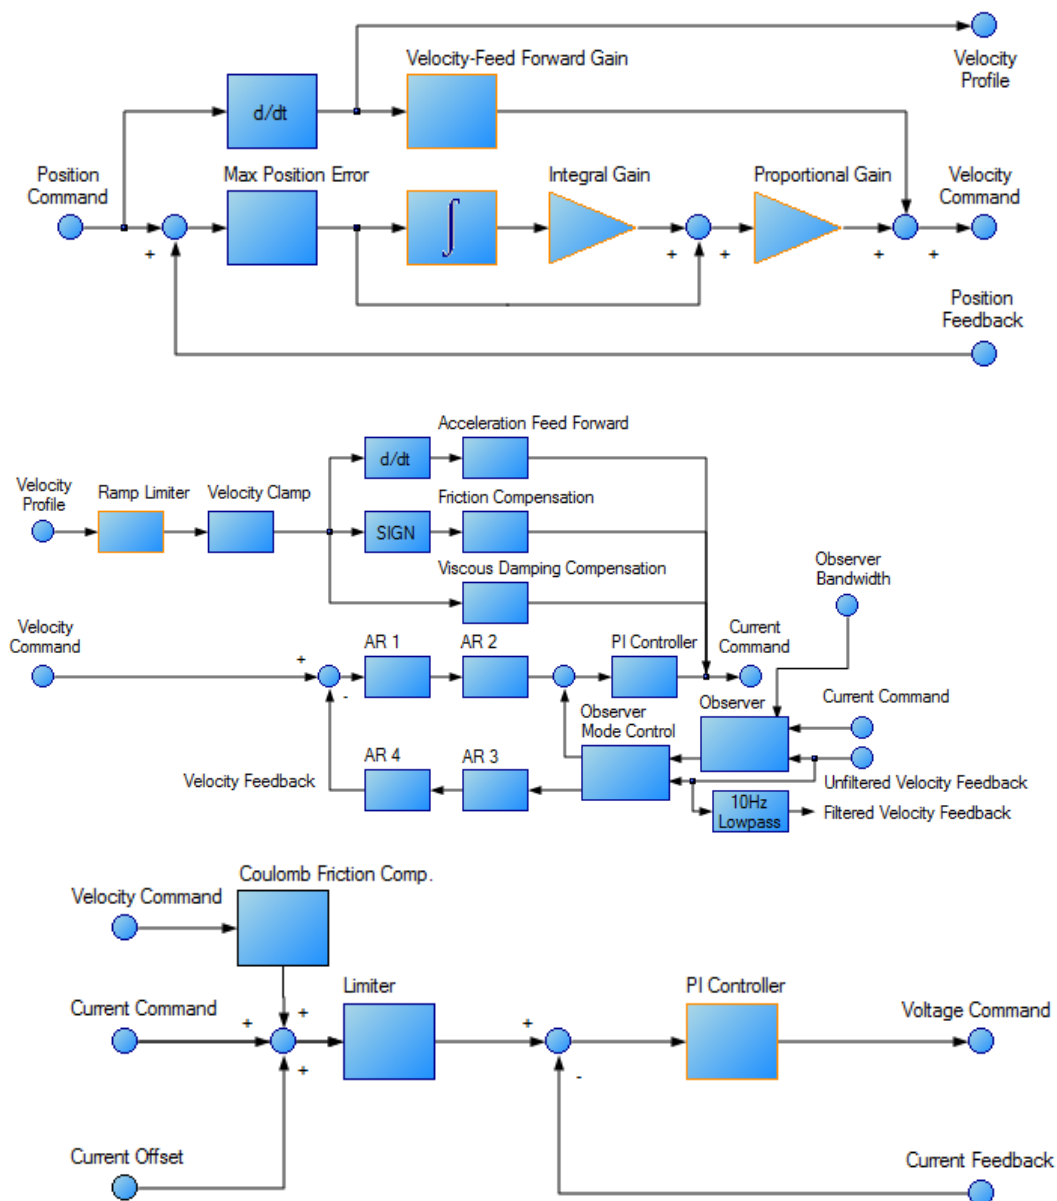 Velocity-Feed Forward Gain
Velocity
Profile
d/dt
Position
Command
Max Position Error
Integral Gain
Proportional Gain
Velocity
Command
∫
+
+
+
+
+
Position
Feedback
Acceleration Feed Forward
d/dt
Velocity
Profile
Ramp Limiter
Velocity Clamp
Friction Compensation
SIGN
Viscous Damping Compensation
Observer
Bandwidth
Velocity
Command
+
-
AR 1
AR 2
PI Controller
Current
Command
Observer
Mode Control
Observer
Current Command
Velocity Feedback
AR 4
AR 3
Unfiltered Velocity Feedback
10Hz
Lowpass
Filtered Velocity Feedback
Coulomb Friction Comp.
Velocity Command
Current Command
+
+
+
Limiter
+
-
PI Controller
Voltage Command
Current Offset
Current Feedback